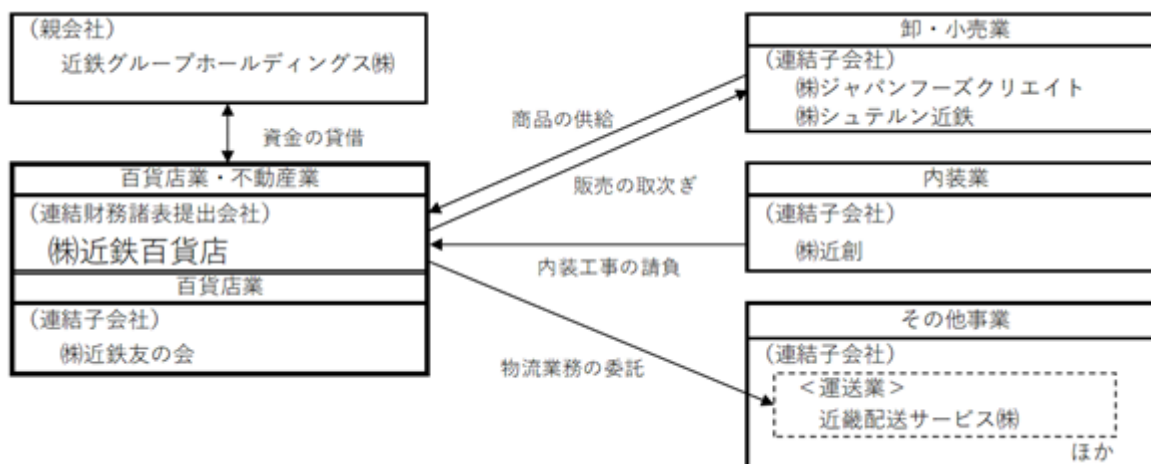 (親会社)
近鉄グループホールディングス㈱
資金の貸借
百貨店業・不動産業
(連結財務諸表提出会社)
㈱近鉄百貨店
百貨店業
(連結子会社)
㈱近鉄友の会
商品の供給
販売の取次ぎ
内装工事の請負
物流業務の委託
卸・小売業
(連結子会社)
㈱ジャパンフーズクリエイト
㈱シュテルン近鉄
内装業
(連結子会社)
㈱近創
その他事業
(連結子会社)
<運送業>
近畿配送サービス㈱
ほか